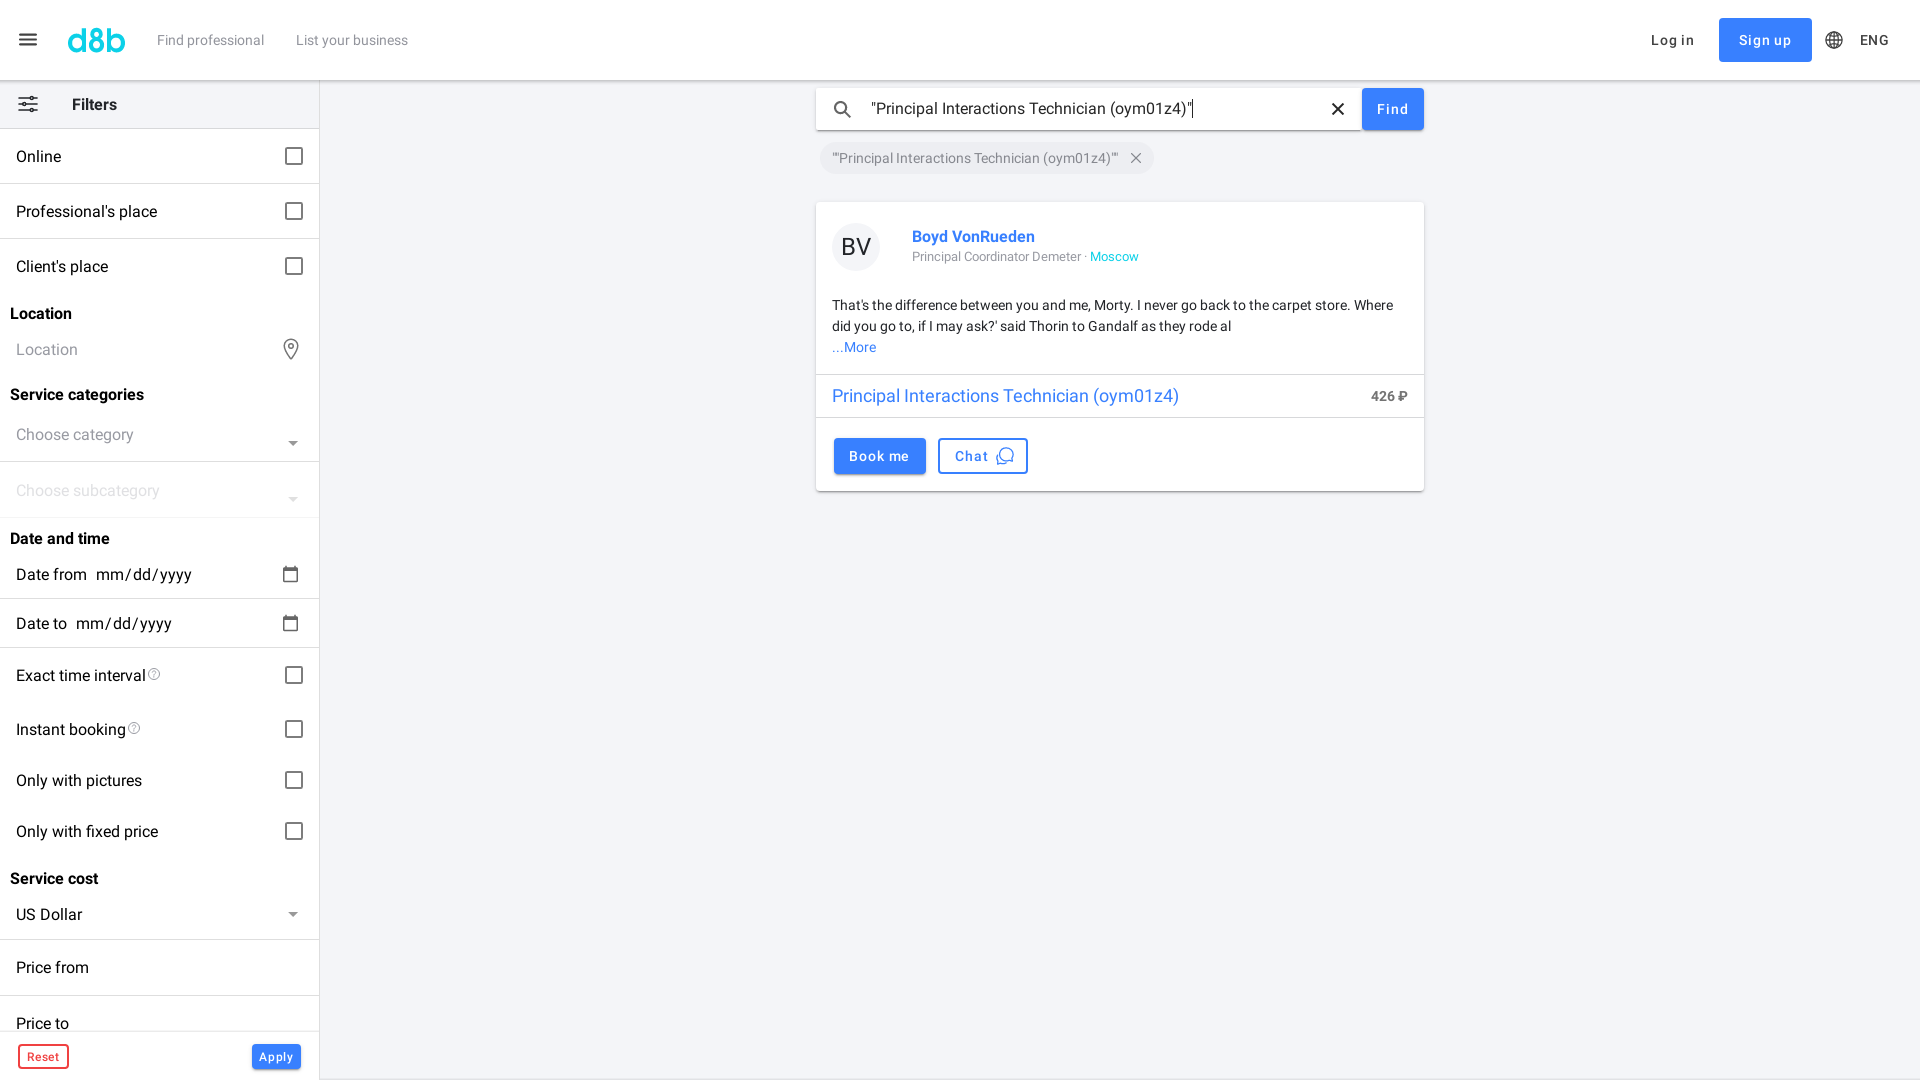 d8b
Find professional
List your business
Log in
Sign up
ENG
Filters
Online
Professional's place
Client's place
Location
Location
Service categories
Choose category
Choose subcategory
Date and time
Date from mm/dd/yyyy
Date to mm/dd/yyyy
Exact time interval
Instant booking
Only with pictures
Only with fixed price
Service cost
US Dollar
Price from
Price to
Reset
Apply
"Principal Interactions Technician (oym01z4)"
Find
""Principal Interactions Technician (oym01z4)""
BV
Boyd VonRueden
Principal Coordinator Demeter · Moscow
That's the difference between you and me, Morty. I never go back to the carpet store. Where
did you go to, if I may ask?' said Thorin to Gandalf as they rode al
...More
Principal Interactions Technician (oym01z4)
426 ₽
Book me
Chat